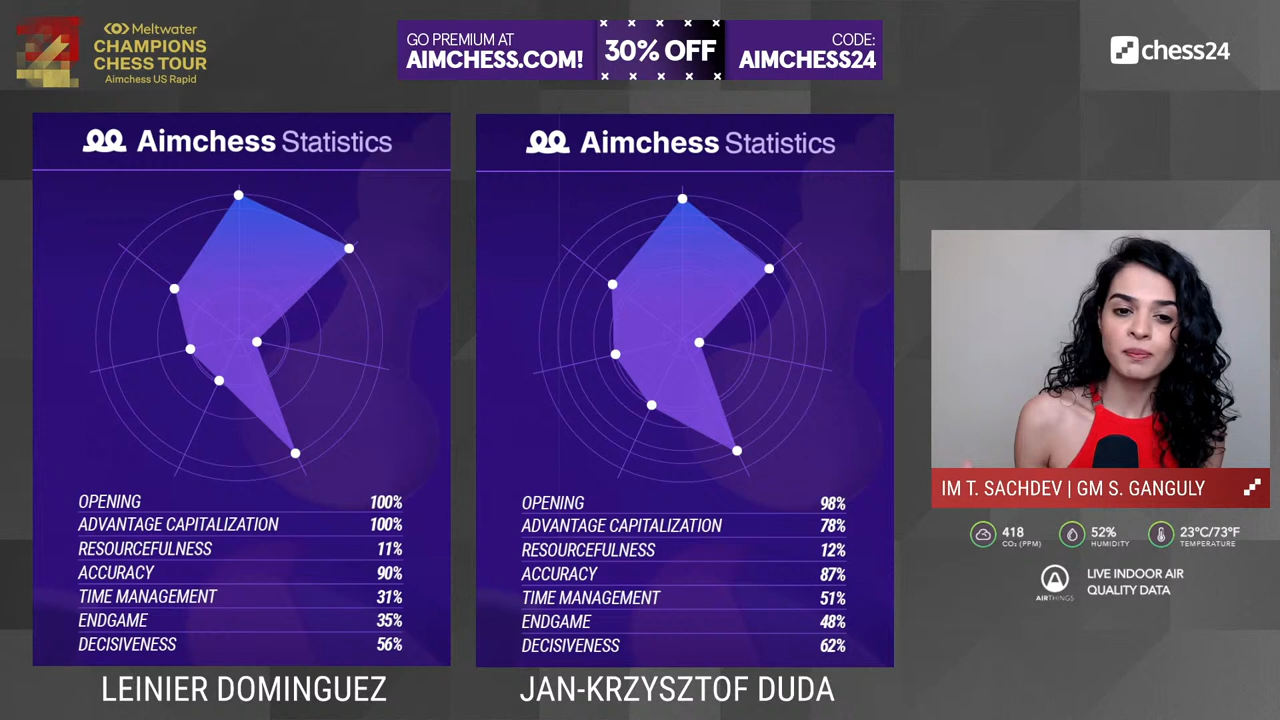 Meltwater
CHAMPIONS
CHESS TOUR
Aimchess US Rapid
GO PREMIUM AT
AIMCHESS.COM!
30% OFF
CODE:
AIMCHESS24
chess24
Aimchess Statistics
OPENING 100%
ADVANTAGE CAPITALIZATION 100%
RESOURCEFULNESS 11%
ACCURACY 90%
TIME MANAGEMENT 31%
ENDGAME 35%
DECISIVENESS 56%
LEINIER DOMINGUEZ
Aimchess Statistics
OPENING 98%
ADVANTAGE CAPITALIZATION 78%
RESOURCEFULNESS 12%
ACCURACY 87%
TIME MANAGEMENT 51%
ENDGAME 48%
DECISIVENESS 62%
JAN-KRZYSZTOF DUDA
IM T. SACHDEV | GM S. GANGULY
418
CO₂ (PPM)
52%
HUMIDITY
23°C/73°F
TEMPERATURE
AIRTHINGS
LIVE INDOOR AIR
QUALITY DATA